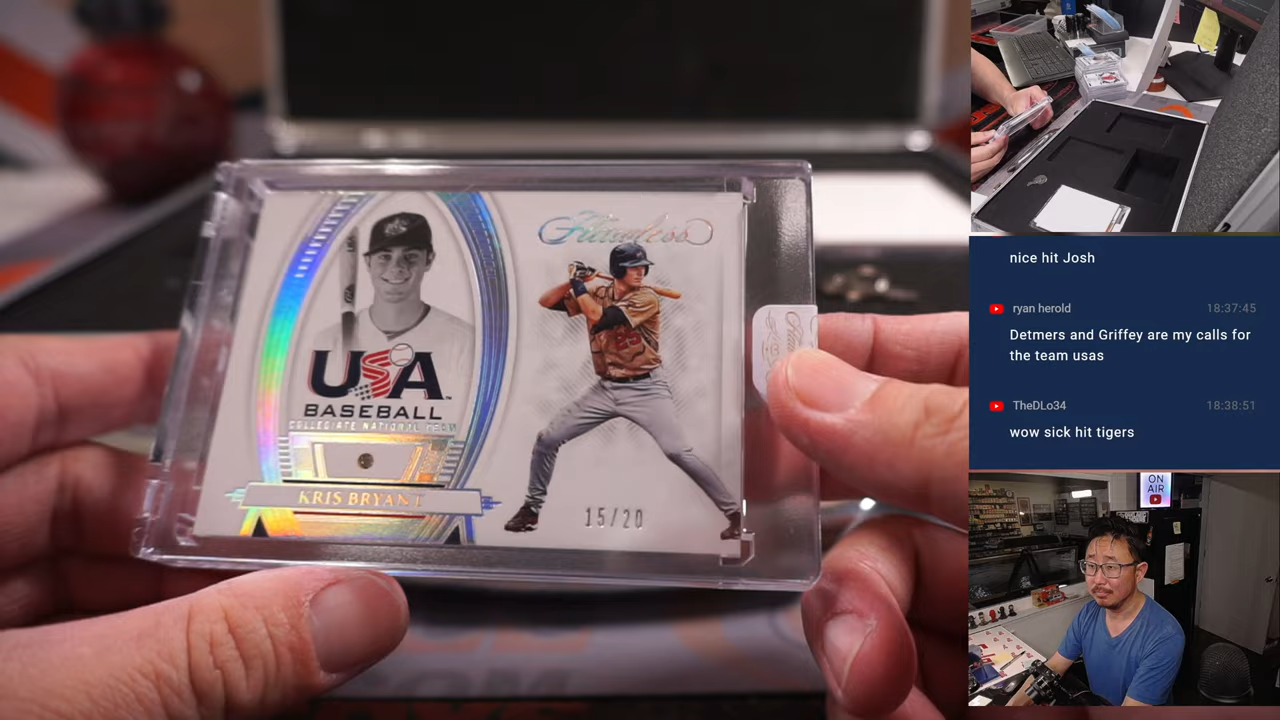 Flawless
USA
BASEBALL
COLLEGIATE NATIONAL TEAM
KRIS BRYANT
15/20
25
nice hit Josh
ryan herold 18:37:45
Detmers and Griffey are my calls for
the team usas
TheDLo34 18:38:51
wow sick hit tigers
ON
AIR